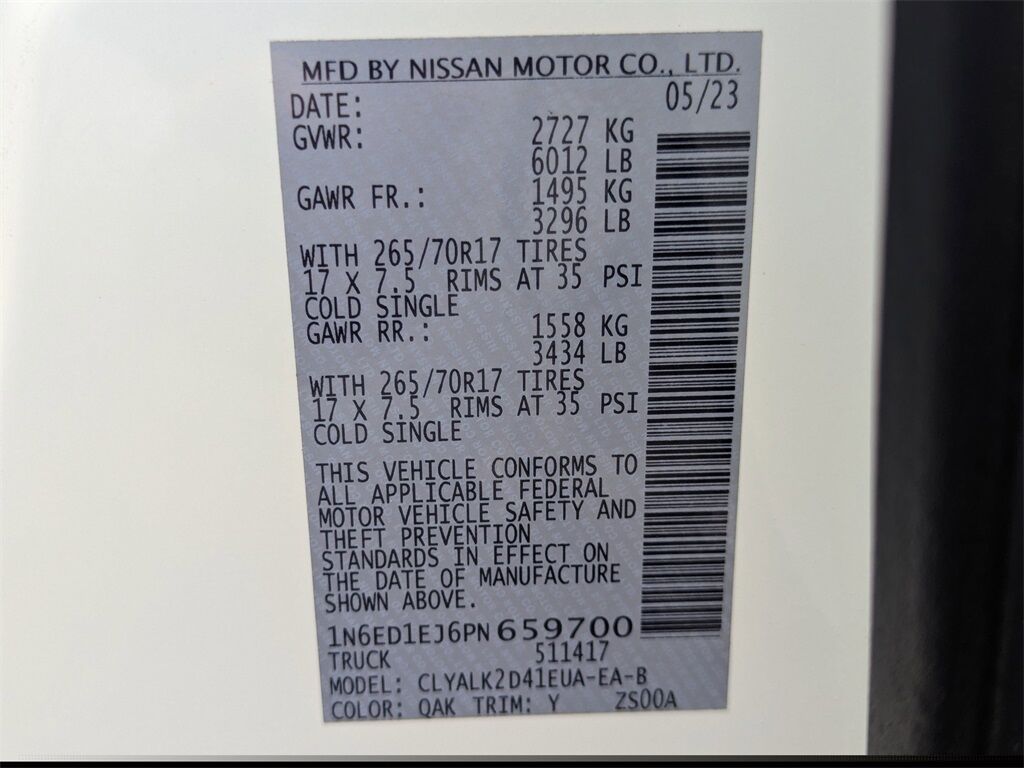 MFD BY NISSAN MOTOR CO., LTD.
DATE: 05/23
GVWR: 2727 KG
6012 LB
GAWR FR.: 1495 KG
3296 LB
WITH 265/70R17 TIRES
17 X 7.5 RIMS AT 35 PSI
COLD SINGLE
GAWR RR.: 1558 KG
3434 LB
WITH 265/70R17 TIRES
17 X 7.5 RIMS AT 35 PSI
COLD SINGLE
THIS VEHICLE CONFORMS TO
ALL APPLICABLE FEDERAL
MOTOR VEHICLE SAFETY AND
THEFT PREVENTION
STANDARDS IN EFFECT ON
THE DATE OF MANUFACTURE
SHOWN ABOVE.
1N6ED1EJ6PN659700
TRUCK 511417
MODEL: CLYALK2D41EUA-EA-B
COLOR: QAK TRIM: Y ZS00A